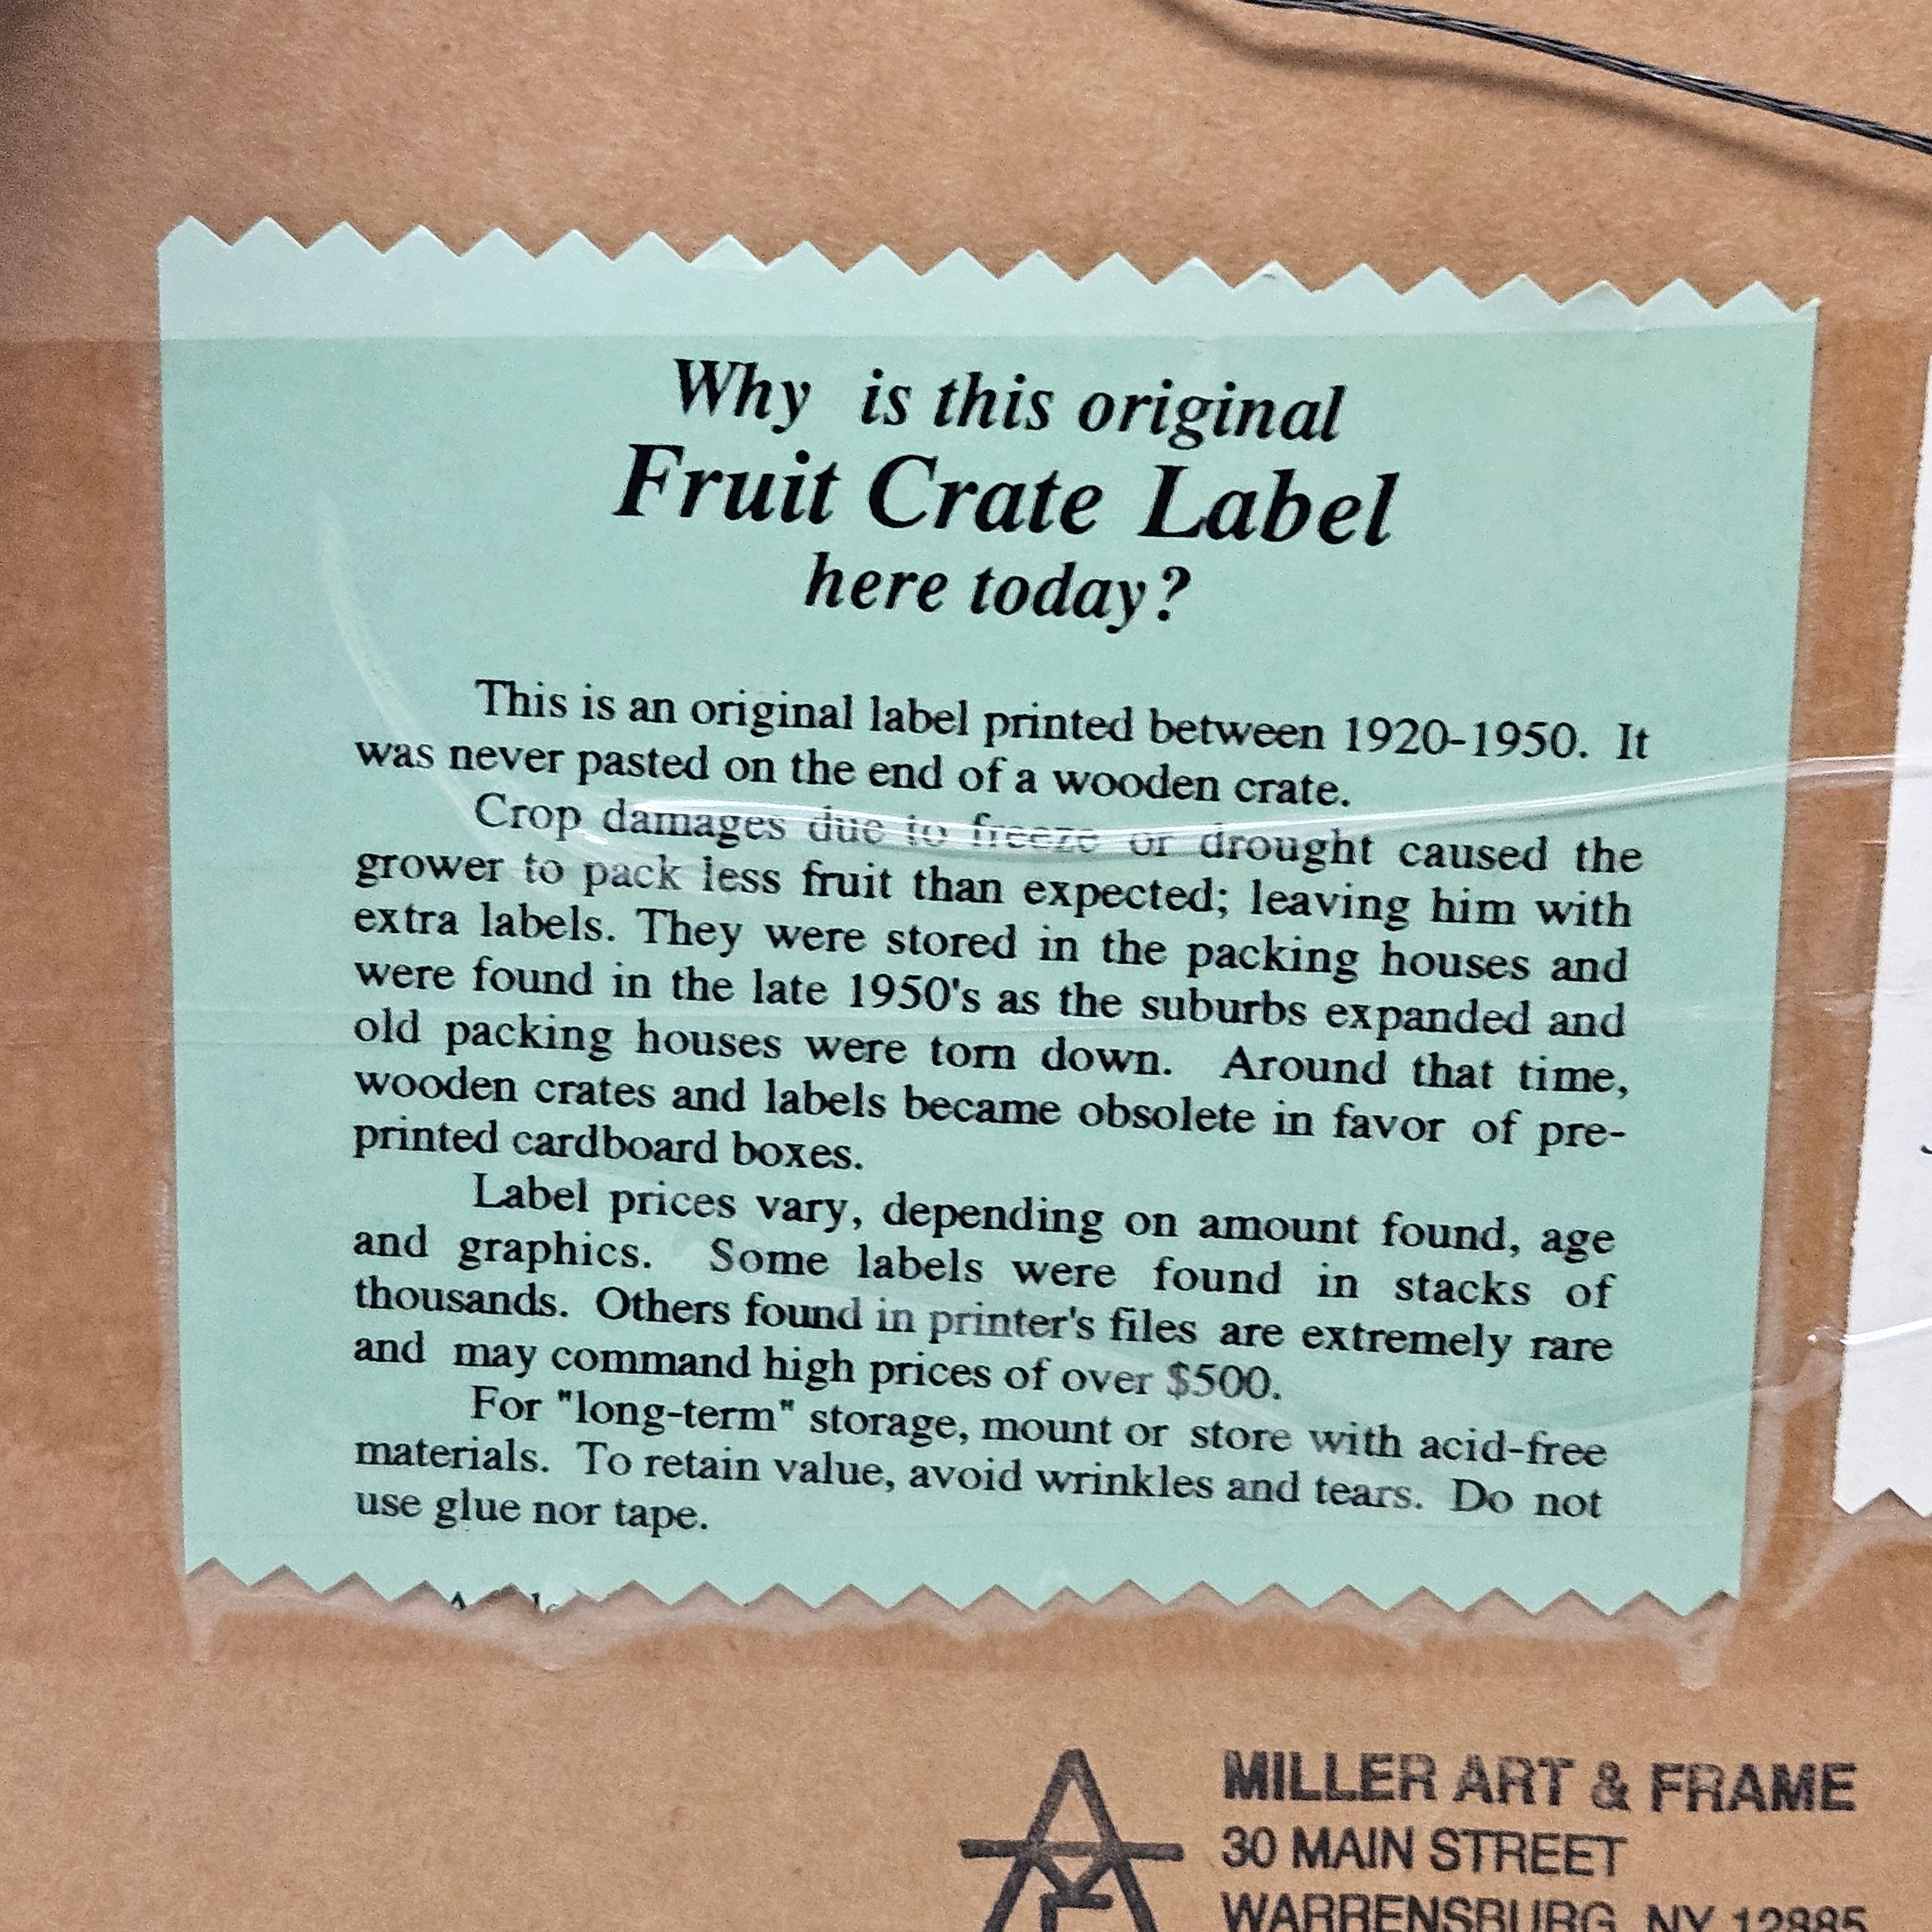 Why is this original
Fruit Crate Label
here today?
This is an original label printed between 1920-1950. It
was never pasted on the end of a wooden crate.
Crop damages due to freeze or drought caused the
grower to pack less fruit than expected; leaving him with
extra labels. They were stored in the packing houses and
were found in the late 1950's as the suburbs expanded and
old packing houses were torn down. Around that time,
wooden crates and labels became obsolete in favor of pre-
printed cardboard boxes.
Label prices vary, depending on amount found, age
and graphics. Some labels were found in stacks of
thousands. Others found in printer's files are extremely rare
and may command high prices of over $500.
For "long-term" storage, mount or store with acid-free
materials. To retain value, avoid wrinkles and tears. Do not
use glue nor tape.
MILLER ART & FRAME
30 MAIN STREET
WARRENSBURG, NY 12885